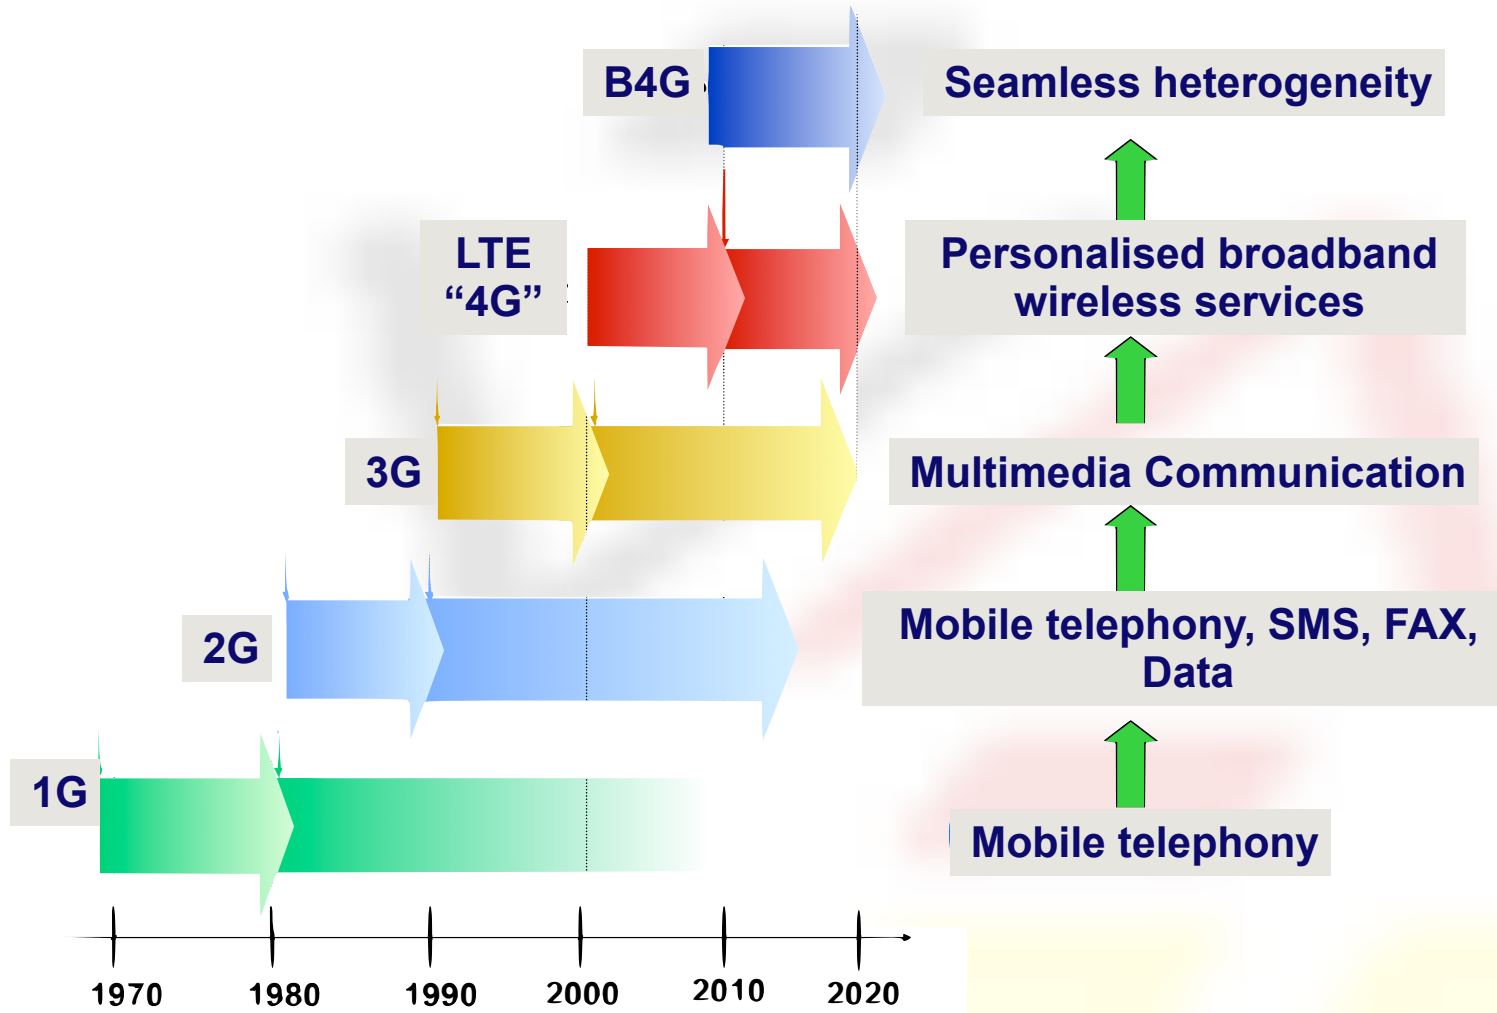 B4G
Seamless heterogeneity
LTE
“4G”
Personalised broadband
wireless services
3G
Multimedia Communication
2G
Mobile telephony, SMS, FAX,
Data
1G
Mobile telephony
1970 1980 1990 2000 2010 2020